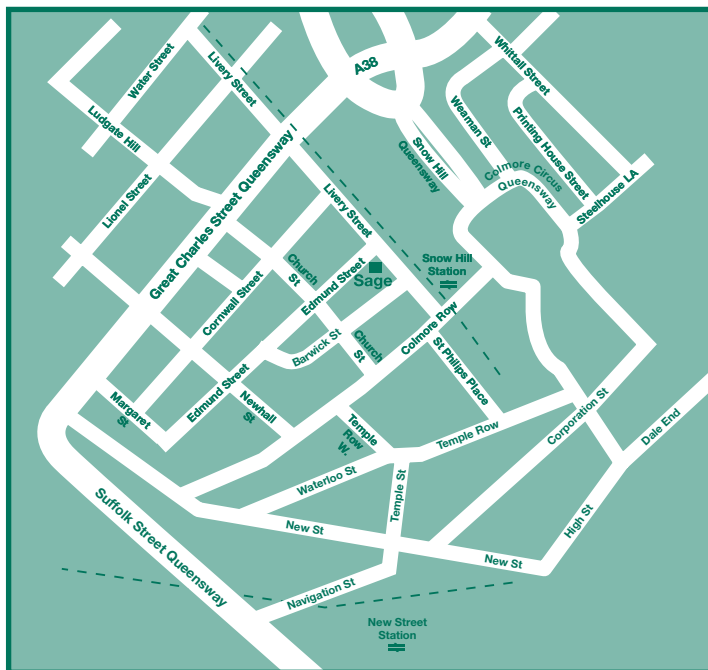 A38
Whittall Street
Water Street
Livery Street
Weaman St
Printing House Street
Ludgate Hill
Snow Hill
Queensway
Colmore Circus
Queensway
Steelhouse LA
Lionel Street
Great Charles Street Queensway
Livery Street
Church
St
Edmund Street
Sage
Snow Hill
Station
Cornwall Street
Barwick St
Church
St
Colmore Row
St Philips Place
Edmund Street
Margaret
St
Newhall
St
Temple
Row
W.
Temple Row
Corporation St
Dale End
Waterloo St
Temple St
New St
High St
New St
Suffolk Street Queensway
Navigation St
New Street
Station